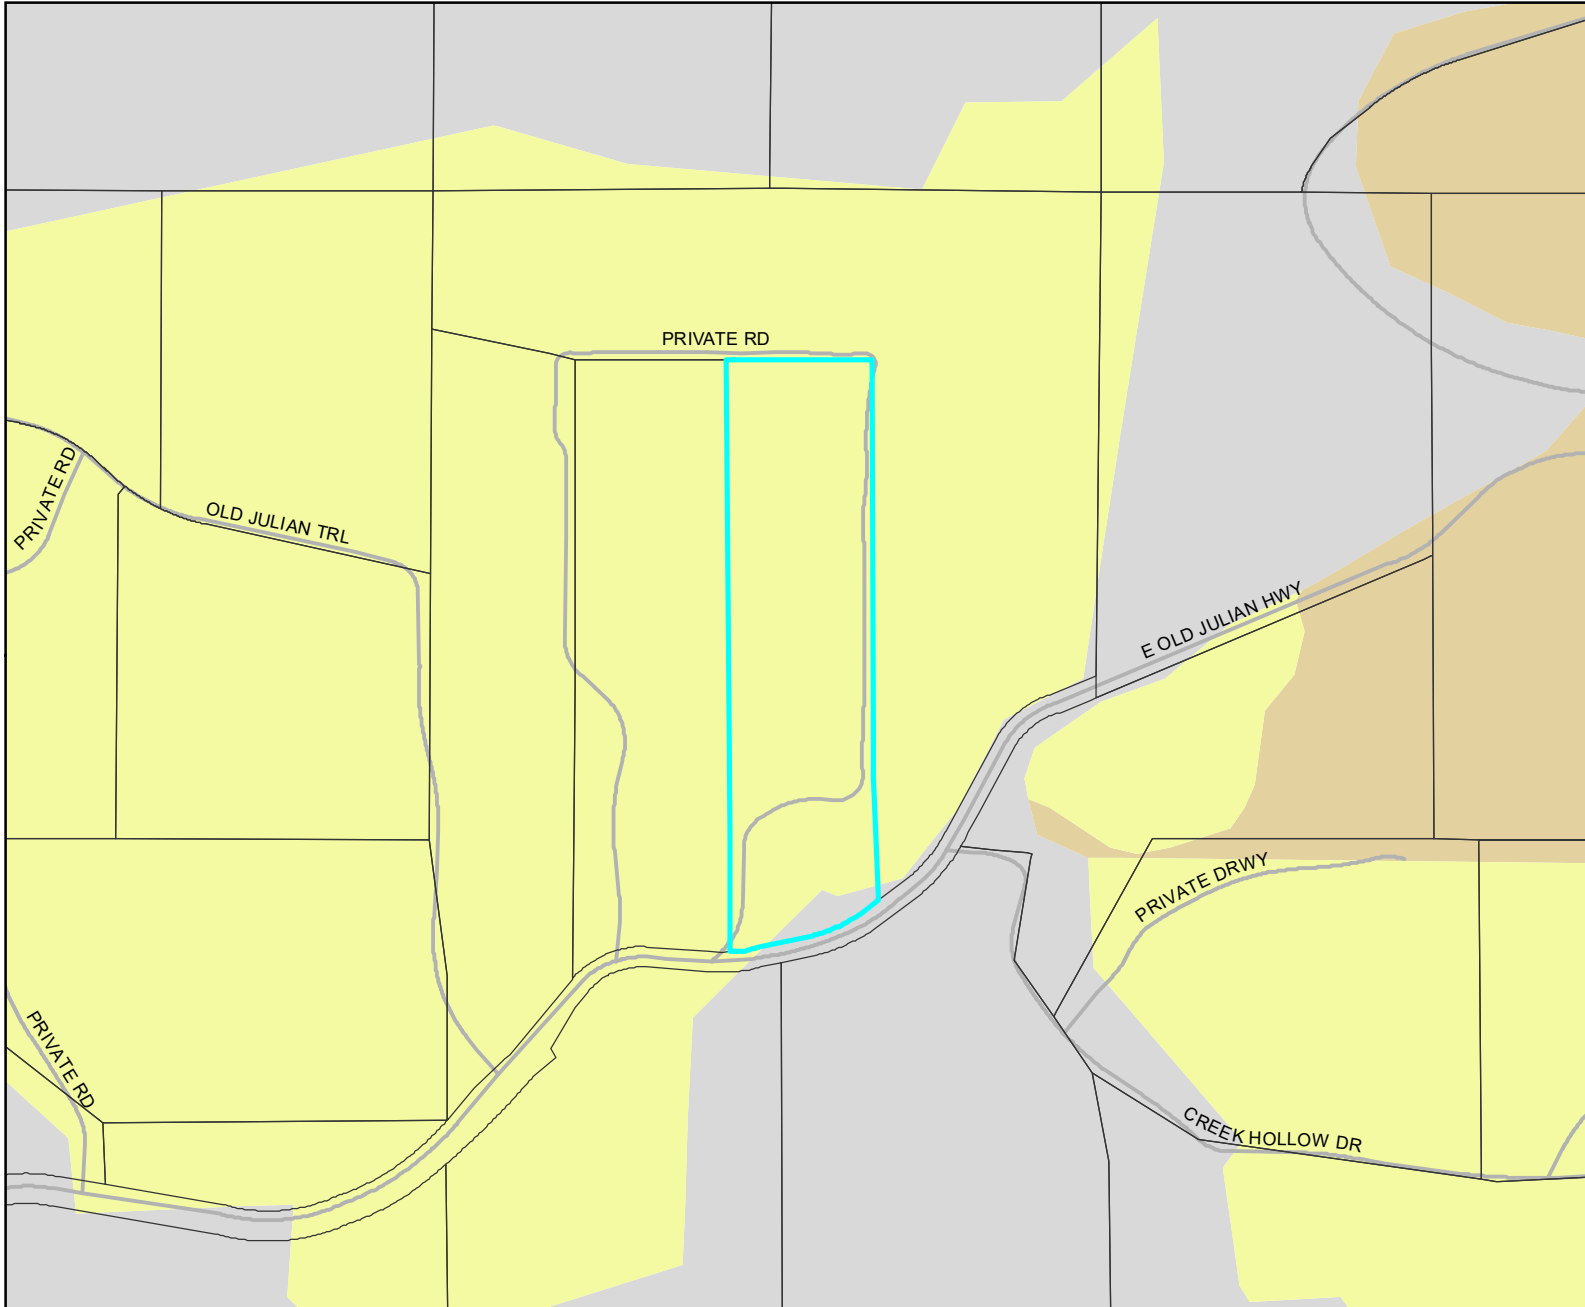 PRIVATE RD
PRIVATE RD
OLD JULIAN TRL
E OLD JULIAN HWY
PRIVATE DRWY
PRIVATE RD
CREEK HOLLOW DR